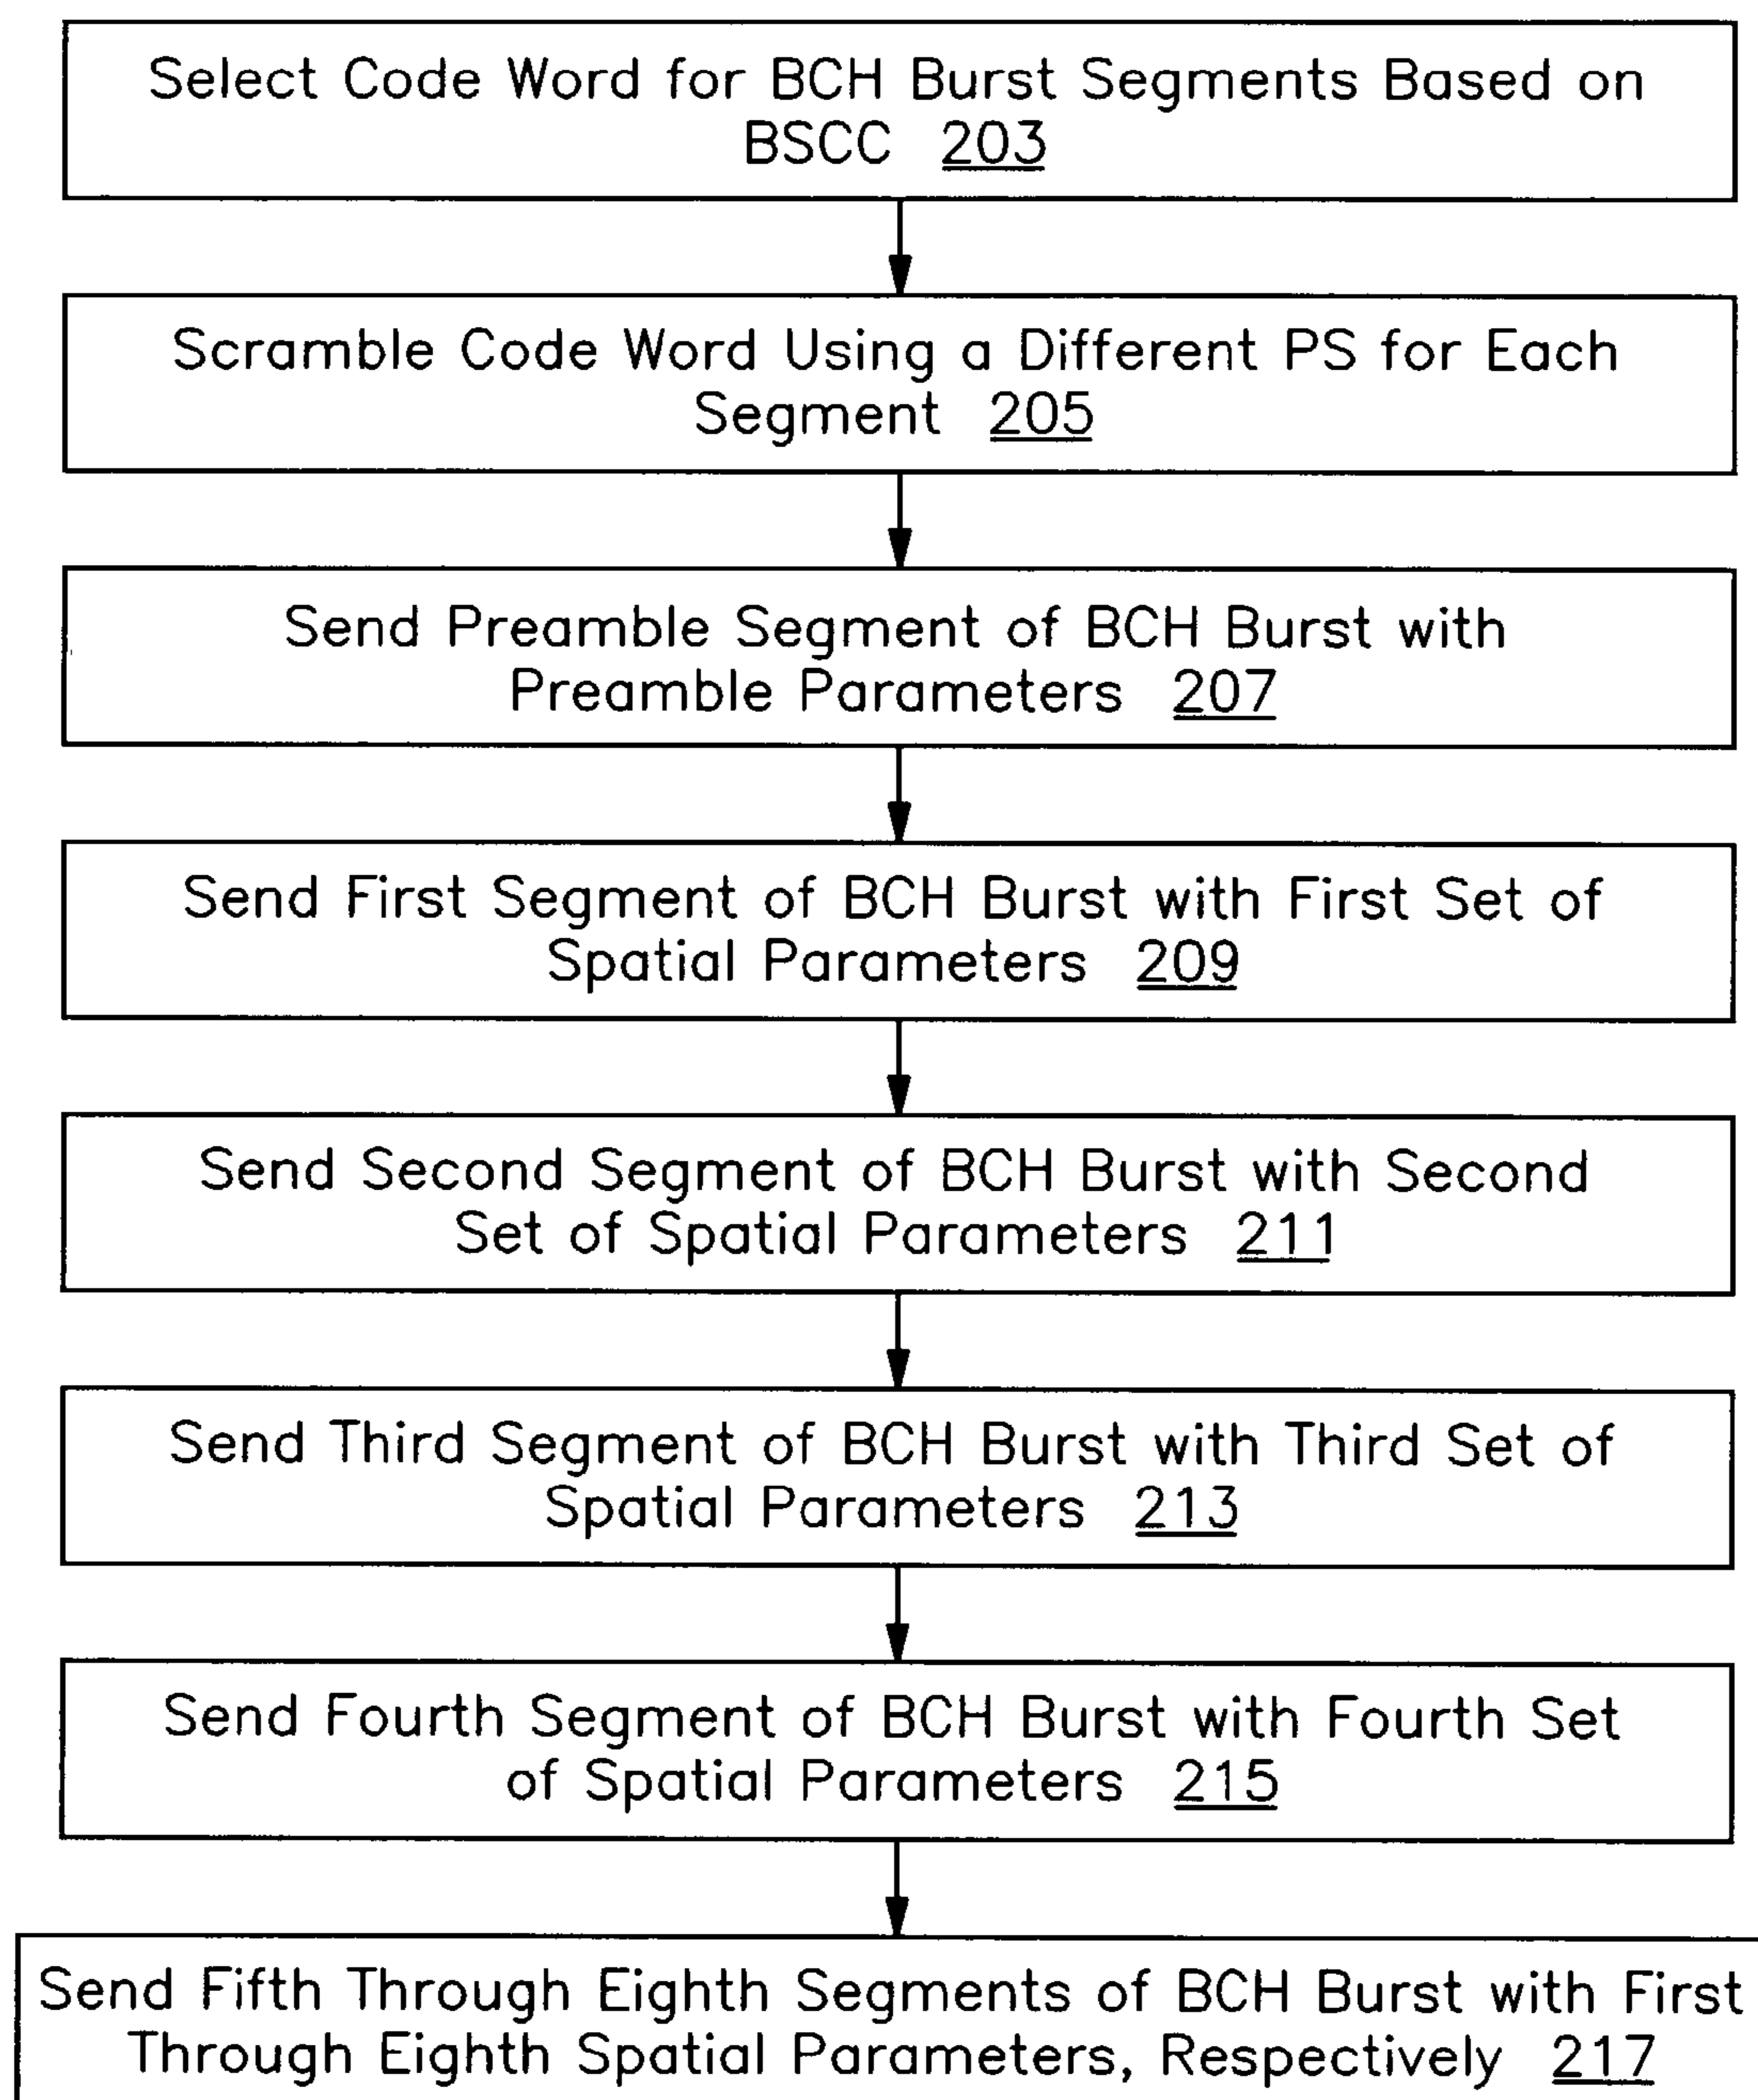 Select Code Word for BCH Burst Segments Based on
BSCC 203
Scramble Code Word Using a Different PS for Each
Segment 205
Send Preamble Segment of BCH Burst with
Preamble Parameters 207
Send First Segment of BCH Burst with First Set of
Spatial Parameters 209
Send Second Segment of BCH Burst with Second
Set of Spatial Parameters 211
Send Third Segment of BCH Burst with Third Set of
Spatial Parameters 213
Send Fourth Segment of BCH Burst with Fourth Set
of Spatial Parameters 215
Send Fifth Through Eighth Segments of BCH Burst with First
Through Eighth Spatial Parameters, Respectively 217